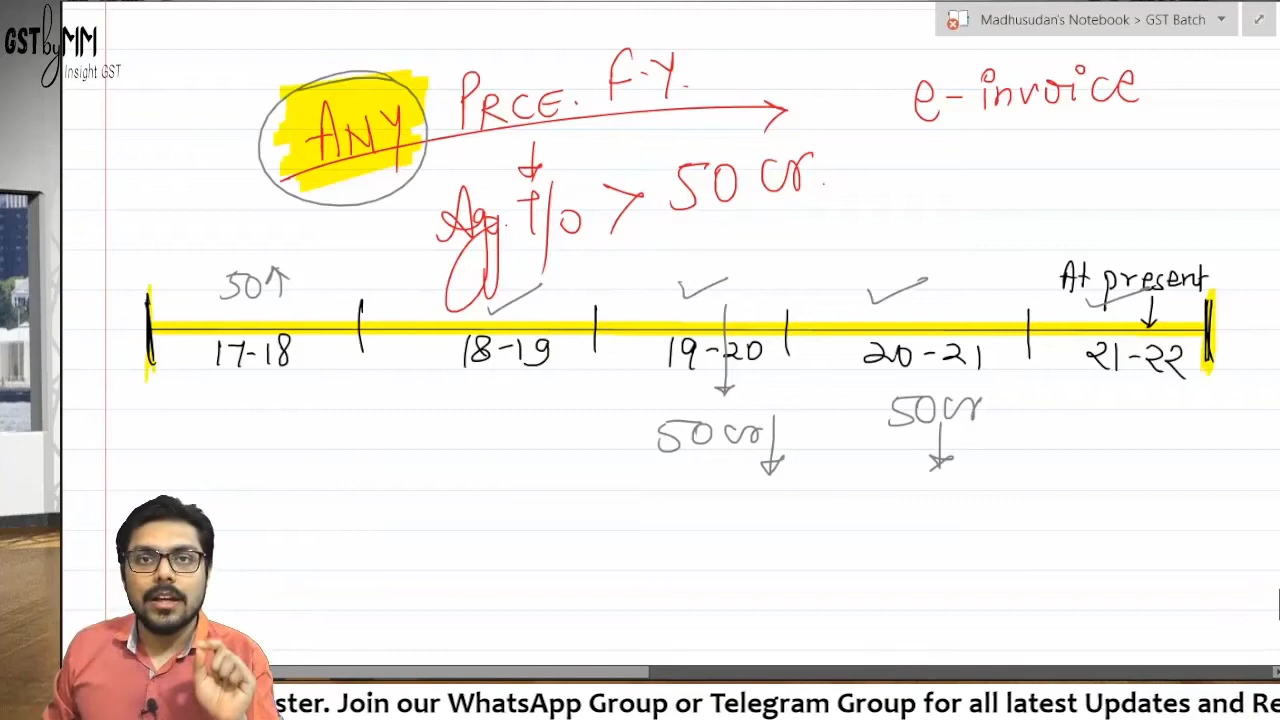 GST by MM
Insight GST
Madhusudan's Notebook > GST Batch
ANY PRCE. F.Y.
e-invoice
Agg. T/O > 50 cr.
50↑
At present
17-18 18-19 19-20 20-21 21-22
50 cr↓ 50 cr↓
ster. Join our WhatsApp Group or Telegram Group for all latest Updates and Re